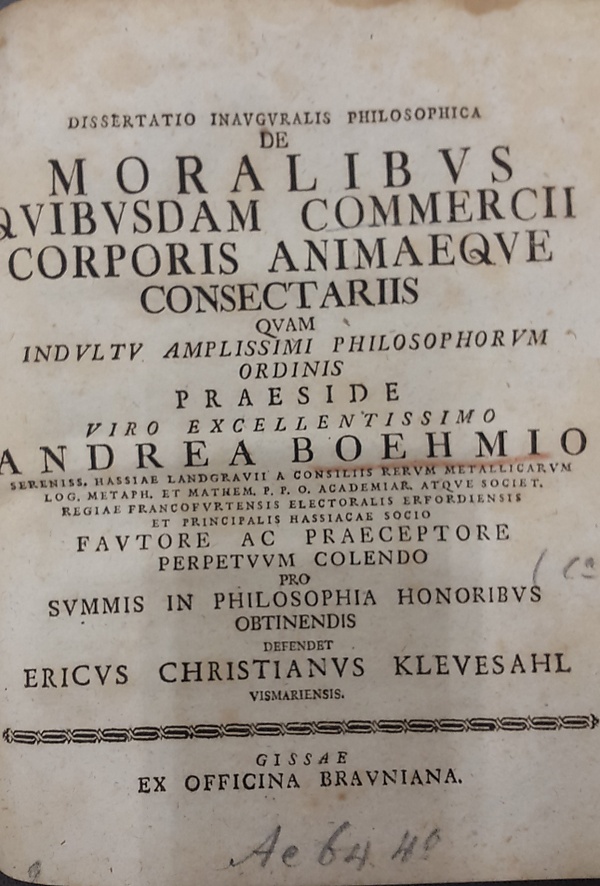 DISSERTATIO INAVGVRALIS PHILOSOPHICA
DE
MORALIBVS
QVIBVSDAM COMMERCII
CORPORIS ANIMAEQVE
CONSECTARIIS
QVAM
INDVLTV AMPLISSIMI PHILOSOPHORVM
ORDINIS
PRAESIDE
VIRO EXCELLENTISSIMO
ANDREA BOEHMIO
SERENISS. HASSIAE LANDGRAVII A CONSILIIS RERVM METALLICARVM
LOG. METAPH. ET MATHEM. P. P. O. ACADEMIAR. ATQVE SOCIET.
REGIAE FRANCOFVRTENSIS ELECTORALIS ERFORDIENSIS
ET PRINCIPALIS HASSIACAE SOCIO
FAVTORE AC PRAECEPTORE
PERPETVVM COLENDO
PRO
SVMMIS IN PHILOSOPHIA HONORIBVS
OBTINENDIS
DEFENDET
ERICVS CHRISTIANVS KLEVESAHL
VISMARIENSIS.
GISSAE
EX OFFICINA BRAVNIANA.
Ae 64 4°